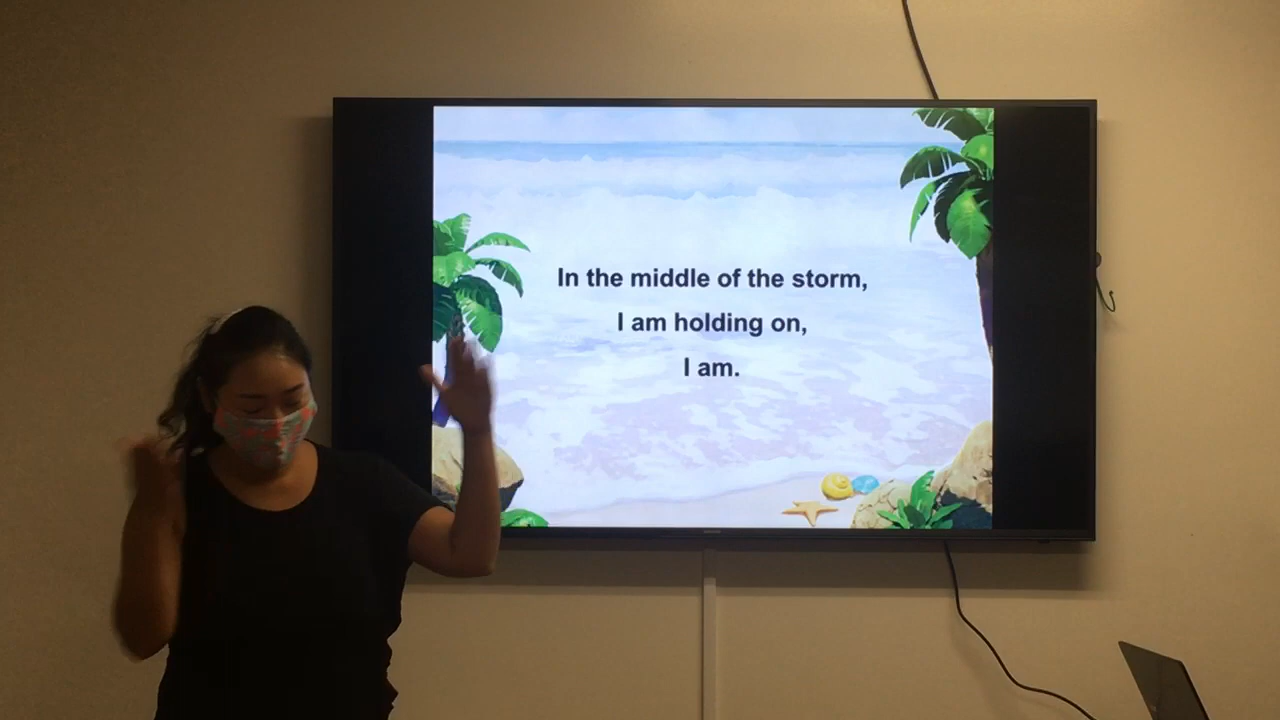 In the middle of the storm,
I am holding on,
I am.